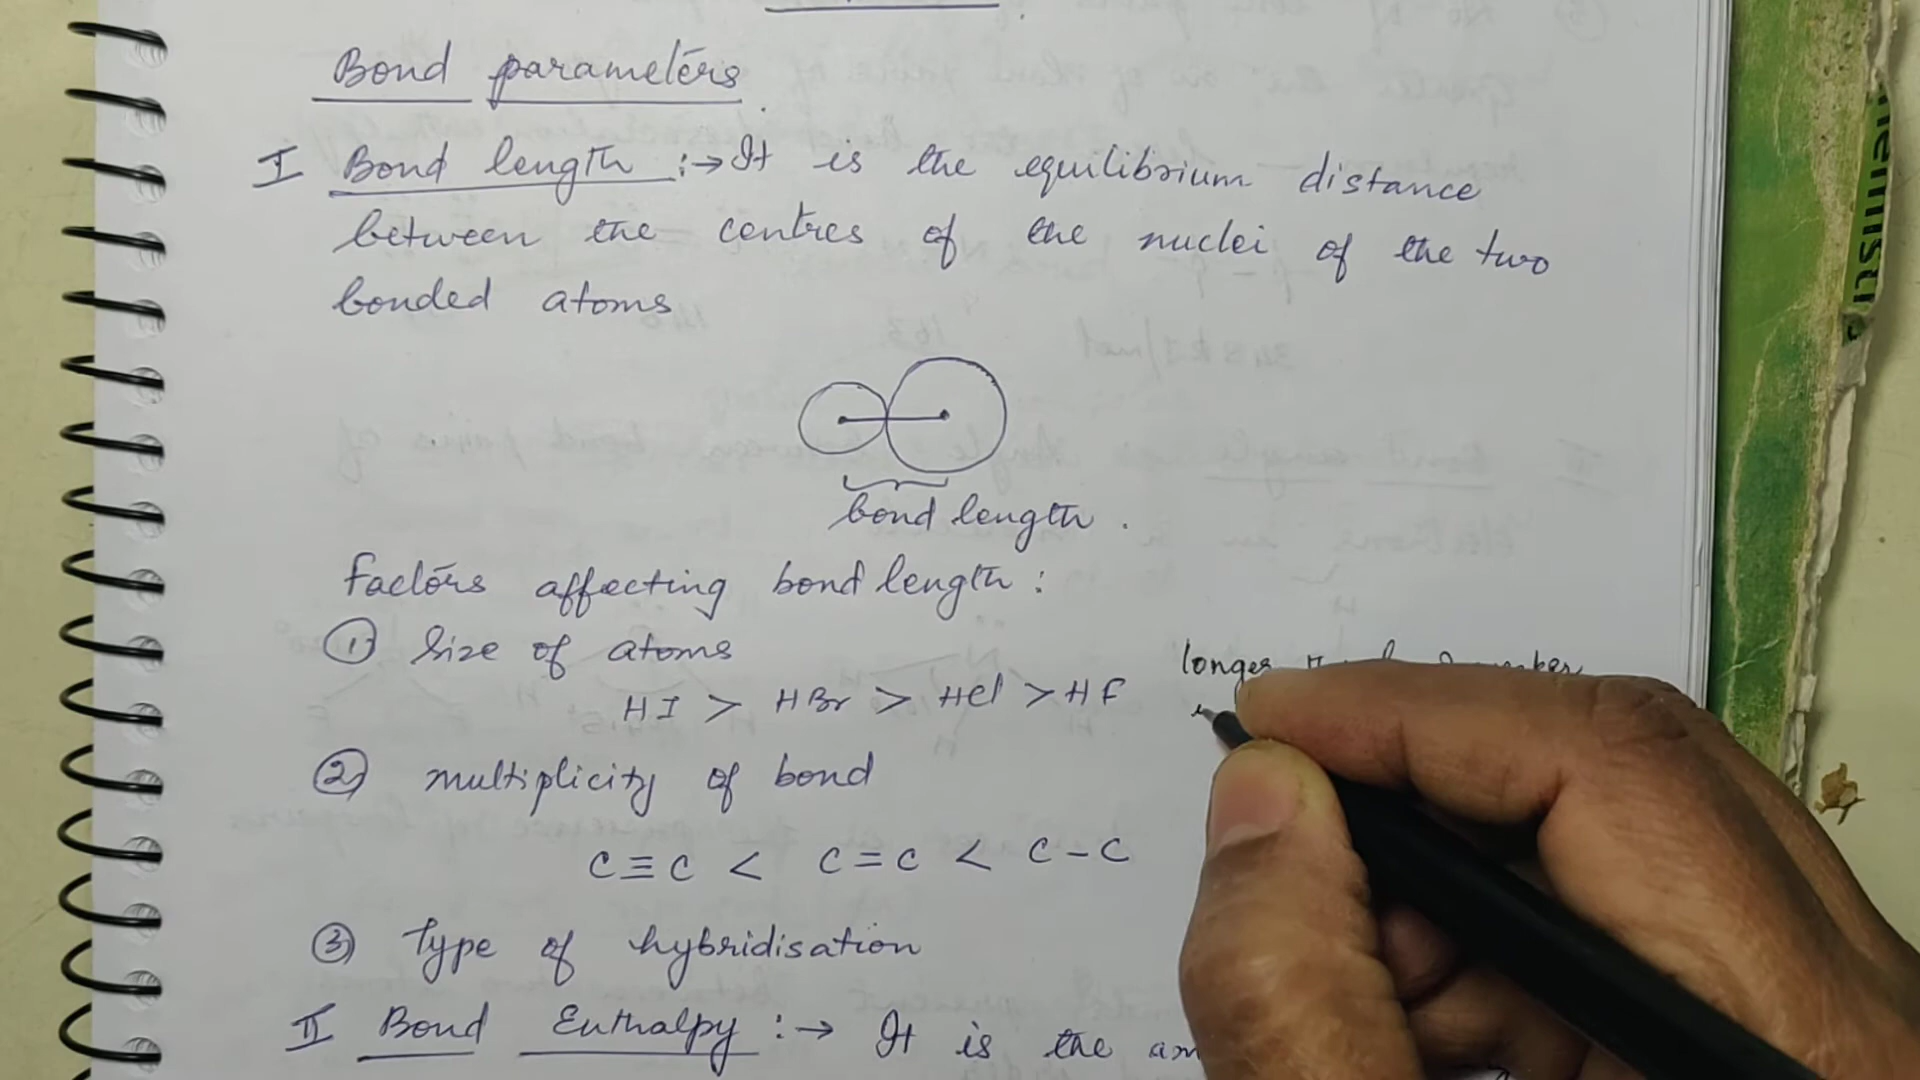 Bond parameters
I Bond length :→ It is the equilibrium distance
between the centres of the nuclei of the two
bonded atoms
bond length.
factors affecting bond length :
① Size of atoms
longer
HI > HBr > HCl > HF
② multiplicity of bond
C≡C < C=C < C-C
③ Type of hybridisation
II Bond Enthalpy :→ It is the